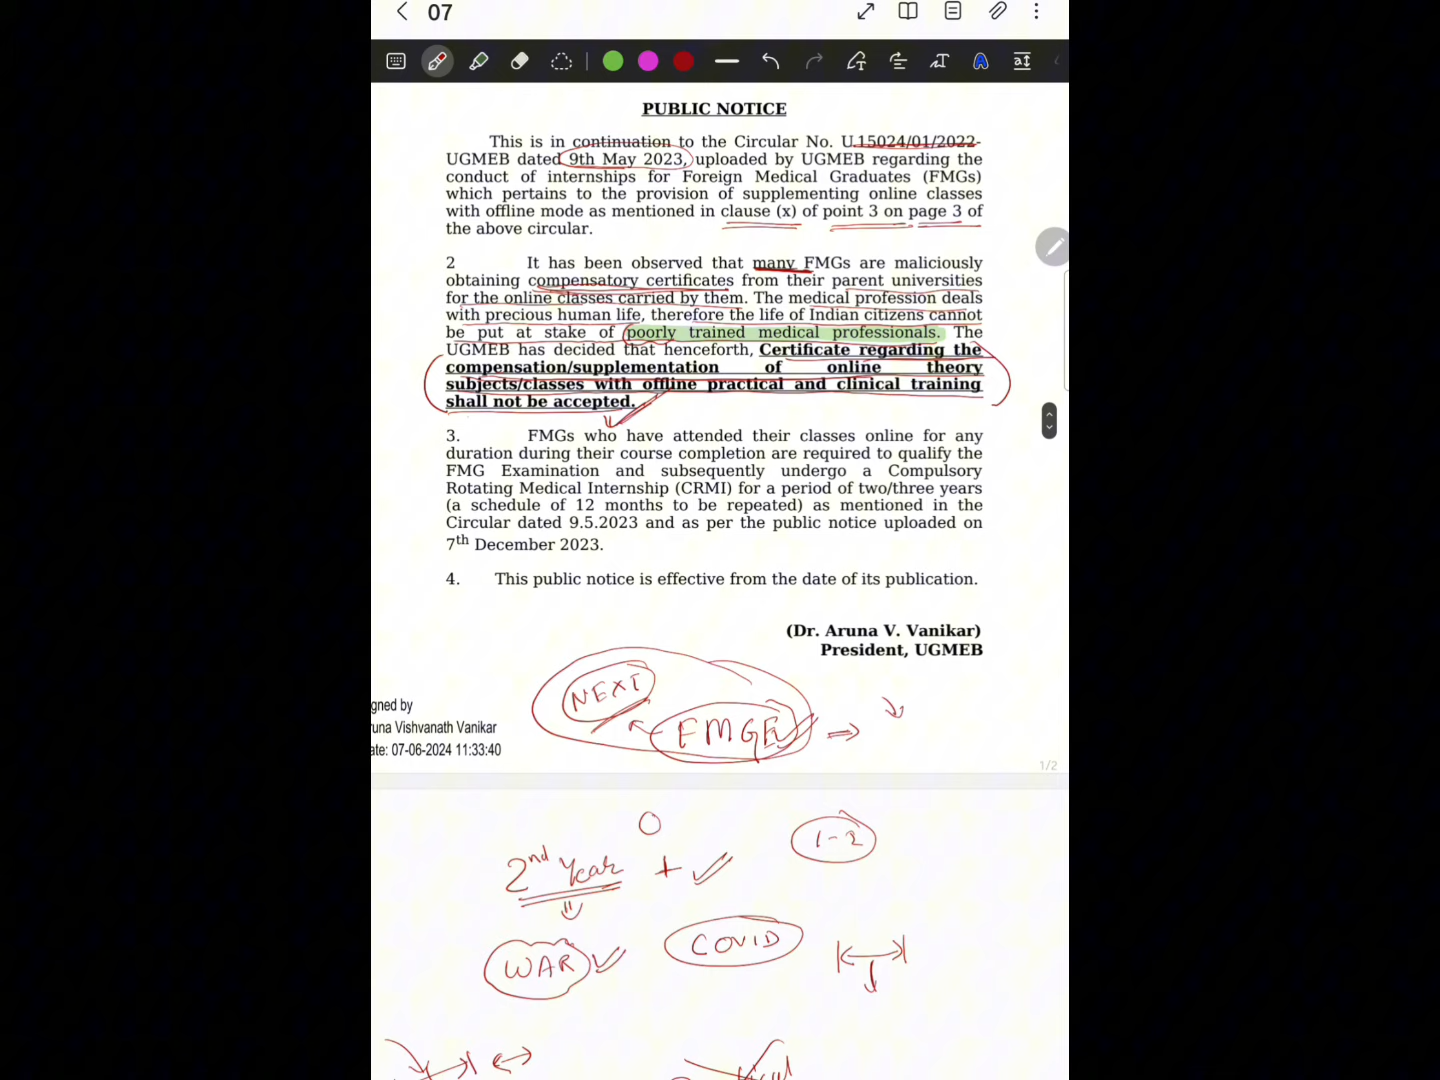 07
PUBLIC NOTICE
This is in continuation to the Circular No. U.15024/01/2022-
UGMEB dated 9th May 2023, uploaded by UGMEB regarding the
conduct of internships for Foreign Medical Graduates (FMGs)
which pertains to the provision of supplementing online classes
with offline mode as mentioned in clause (x) of point 3 on page 3 of
the above circular.
2 It has been observed that many FMGs are maliciously
obtaining compensatory certificates from their parent universities
for the online classes carried by them. The medical profession deals
with precious human life, therefore the life of Indian citizens cannot
be put at stake of poorly trained medical professionals. The
UGMEB has decided that henceforth, Certificate regarding the
compensation/supplementation of online theory
subjects/classes with offline practical and clinical training
shall not be accepted.
3. FMGs who have attended their classes online for any
duration during their course completion are required to qualify the
FMG Examination and subsequently undergo a Compulsory
Rotating Medical Internship (CRMI) for a period of two/three years
(a schedule of 12 months to be repeated) as mentioned in the
Circular dated 9.5.2023 and as per the public notice uploaded on
7th December 2023.
4. This public notice is effective from the date of its publication.
(Dr. Aruna V. Vanikar)
President, UGMEB
gned by
runa Vishvanath Vanikar
ate: 07-06-2024 11:33:40
NEXT
FMGE
1/2
1-2
2nd Year +
WAR
COVID